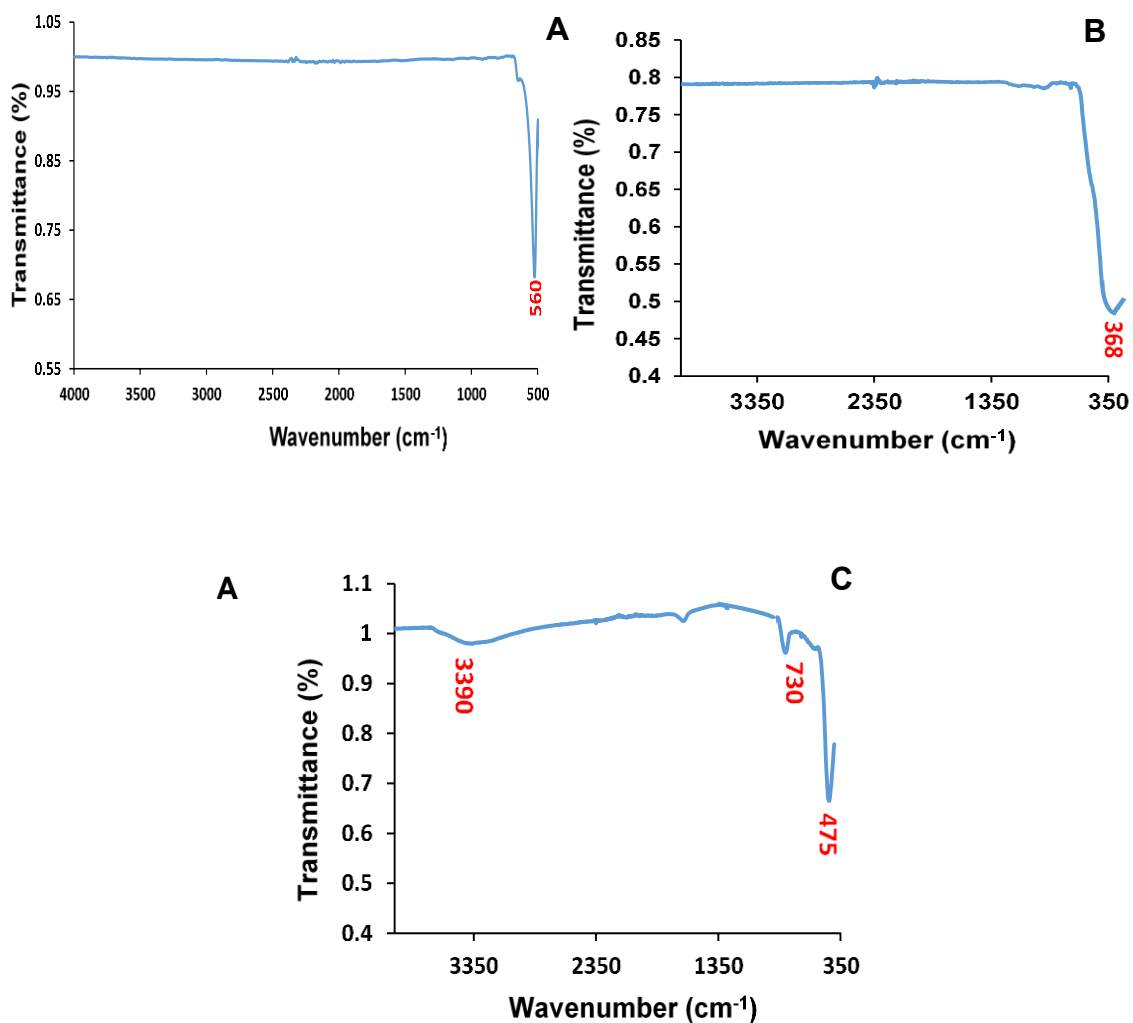 A
1.05
0.95
0.85
0.75
0.65
0.55
Transmittance (%)
560
4000 3500 3000 2500 2000 1500 1000 500
Wavenumber (cm-1)
B
0.85
0.8
0.75
0.7
0.65
0.6
0.55
0.5
0.45
0.4
Transmittance (%)
368
3350 2350 1350 350
Wavenumber (cm-1)
A
C
1.1
1
0.9
0.8
0.7
0.6
0.5
0.4
Transmittance (%)
3390
730
475
3350 2350 1350 350
Wavenumber (cm-1)